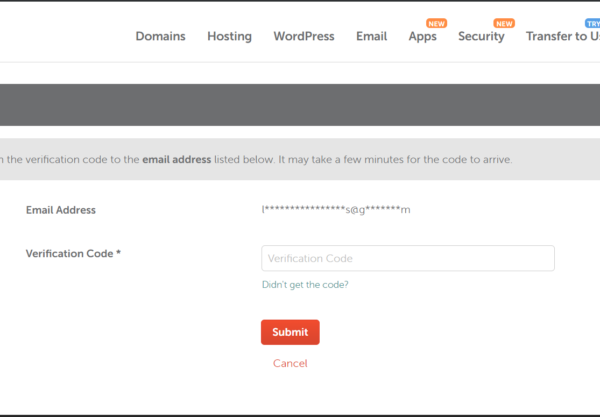 NEW NEW TRY
Domains Hosting WordPress Email Apps Security Transfer to U
the verification code to the email address listed below. It may take a few minutes for the code to arrive.
Email Address l****************s@g*******m
Verification Code * Verification Code
Didn't get the code?
Submit
Cancel